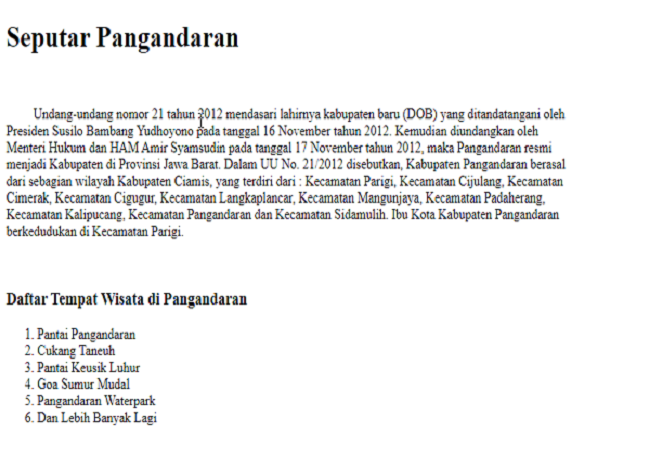 Seputar Pangandaran
Undang-undang nomor 21 tahun 2012 mendasari lahirnya kabupaten baru (DOB) yang ditandatangani oleh
Presiden Susilo Bambang Yudhoyono pada tanggal 16 November tahun 2012. Kemudian diundangkan oleh
Menteri Hukum dan HAM Amir Syamsudin pada tanggal 17 November tahun 2012, maka Pangandaran resmi
menjadi Kabupaten di Provinsi Jawa Barat. Dalam UU No. 21/2012 disebutkan, Kabupaten Pangandaran berasal
dari sebagian wilayah Kabupaten Ciamis, yang terdiri dari : Kecamatan Parigi, Kecamatan Cijulang, Kecamatan
Cimerak, Kecamatan Cigugur, Kecamatan Langkaplancar, Kecamatan Mangunjaya, Kecamatan Padaherang,
Kecamatan Kalipucang, Kecamatan Pangandaran dan Kecamatan Sidamulih. Ibu Kota Kabupaten Pangandaran
berkedudukan di Kecamatan Parigi.
Daftar Tempat Wisata di Pangandaran
1. Pantai Pangandaran
2. Cukang Taneuh
3. Pantai Keusik Luhur
4. Goa Sumur Mudal
5. Pangandaran Waterpark
6. Dan Lebih Banyak Lagi